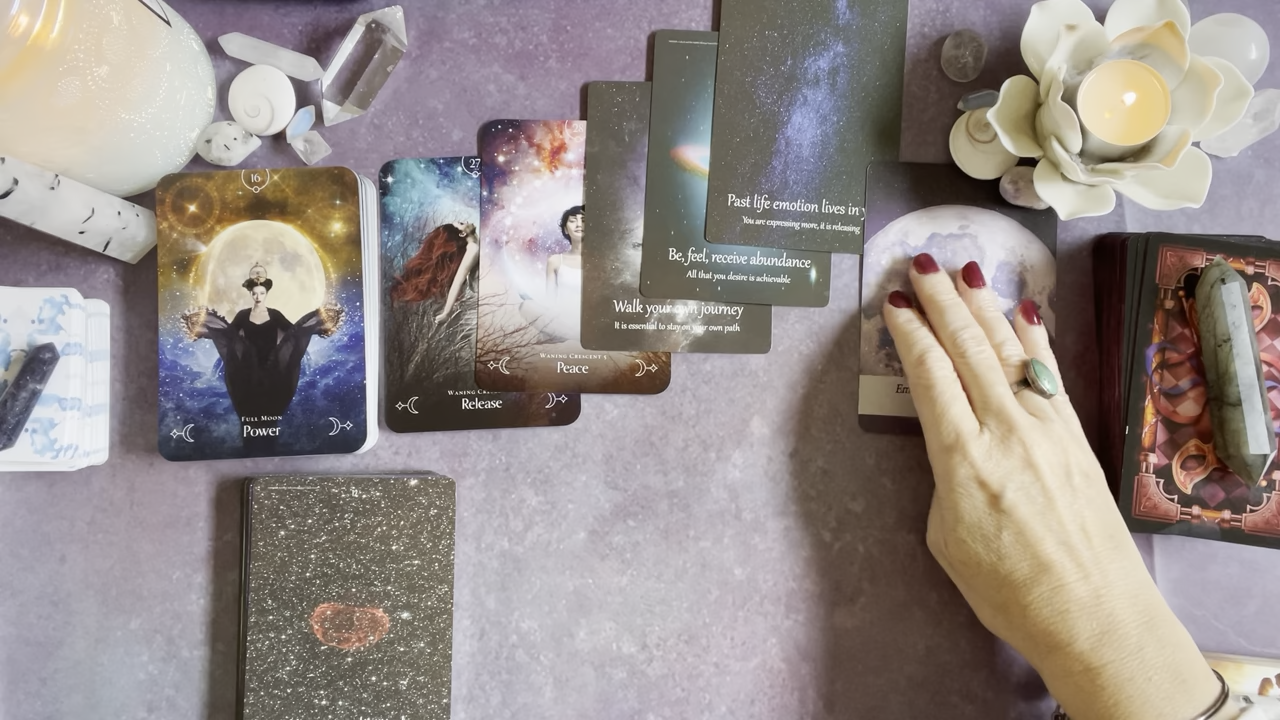 16
FULL MOON
Power
27
WANING
Release
WANING CRESCENT 5
Peace
Walk your own journey
It is essential to stay on your own path
Be, feel, receive abundance
All that you desire is achievable
Past life emotion lives in
You are expressing more, it is releasing